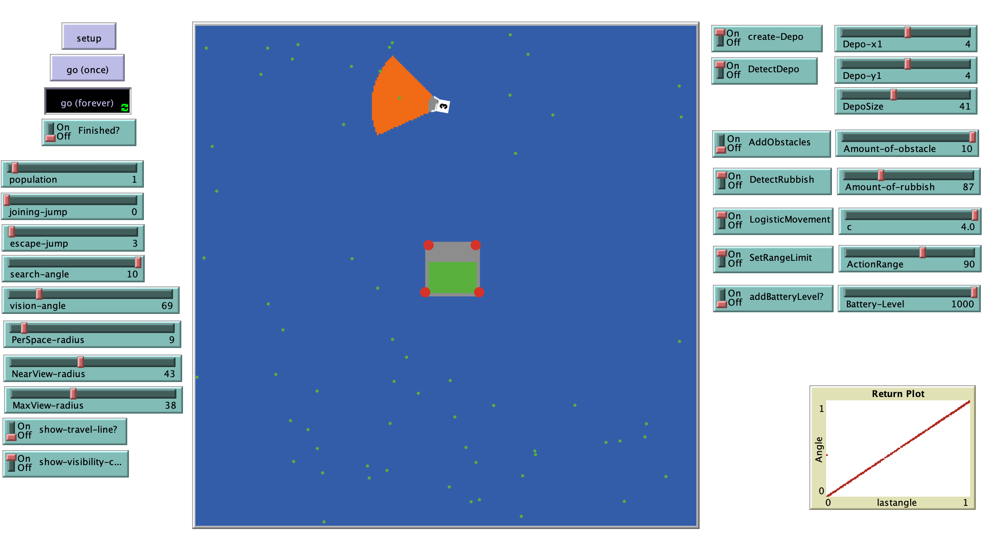 setup
go (once)
go (forever)
On
Off
Finished?
population 1
joining-jump 0
escape-jump 3
search-angle 10
vision-angle 69
PerSpace-radius 9
NearView-radius 43
MaxView-radius 38
On
Off
show-travel-line?
On
Off
show-visibility-c...
3
On
Off
create-Depo
Depo-x1 4
On
Off
DetectDepo
Depo-y1 4
DepoSize 41
On
Off
AddObstacles
Amount-of-obstacle 10
On
Off
DetectRubbish
Amount-of-rubbish 87
On
Off
LogisticMovement
c 4.0
On
Off
SetRangeLimit
ActionRange 90
On
Off
addBatteryLevel?
Battery-Level 1000
Return Plot
1
Angle
0
0 lastangle 1